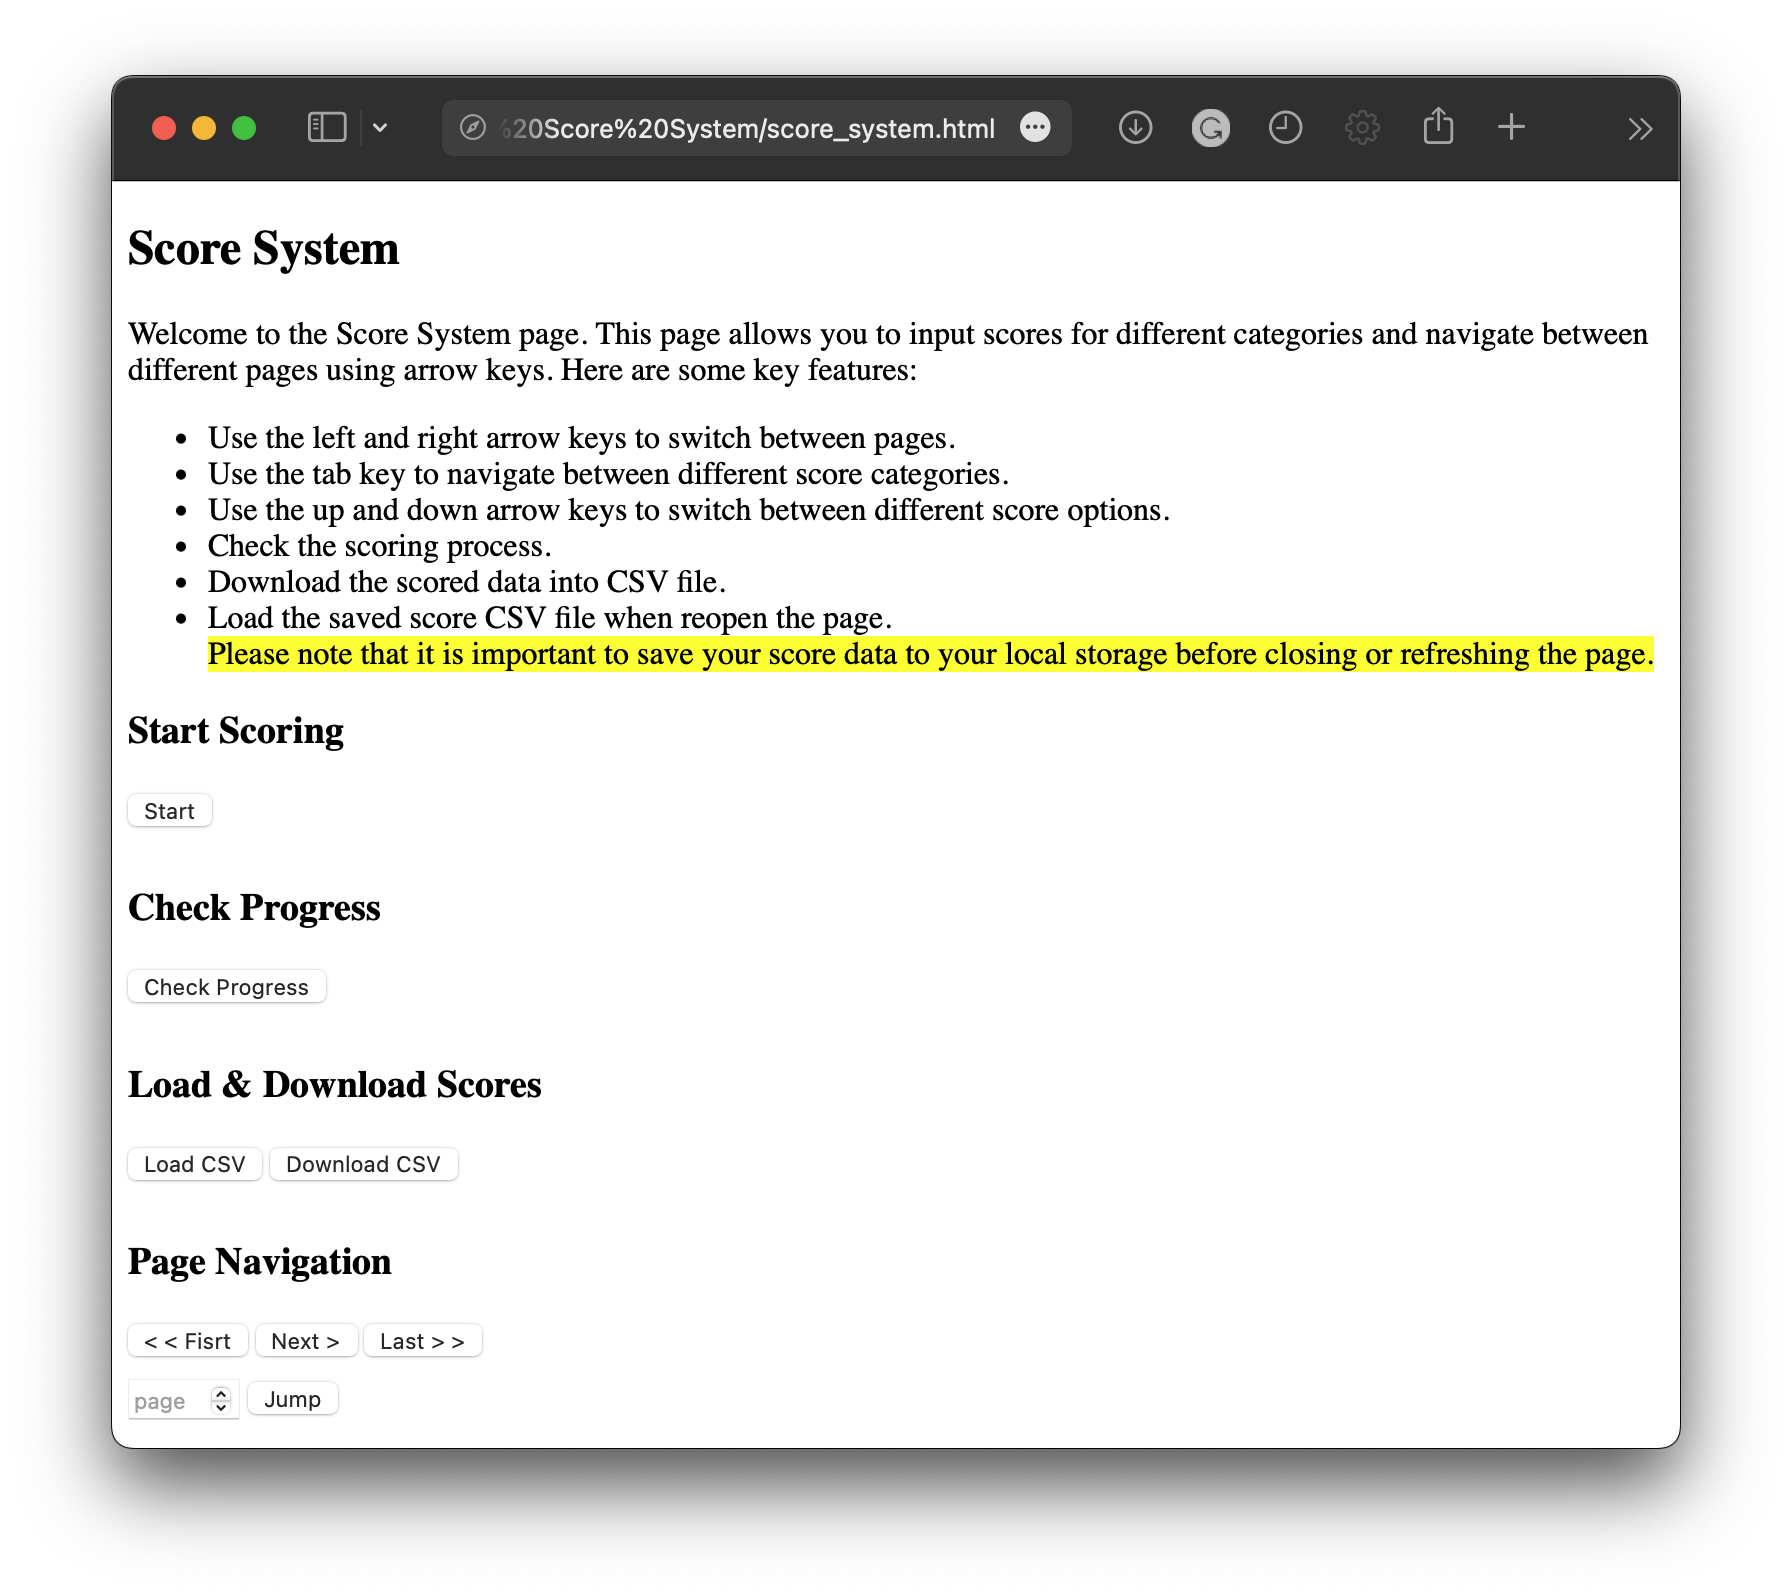 %20Score%20System/score_system.html
Score System
Welcome to the Score System page. This page allows you to input scores for different categories and navigate between
different pages using arrow keys. Here are some key features:
• Use the left and right arrow keys to switch between pages.
• Use the tab key to navigate between different score categories.
• Use the up and down arrow keys to switch between different score options.
• Check the scoring process.
• Download the scored data into CSV file.
• Load the saved score CSV file when reopen the page.
Please note that it is important to save your score data to your local storage before closing or refreshing the page.
Start Scoring
Start
Check Progress
Check Progress
Load & Download Scores
Load CSV Download CSV
Page Navigation
< < Fisrt Next > Last > >
page Jump